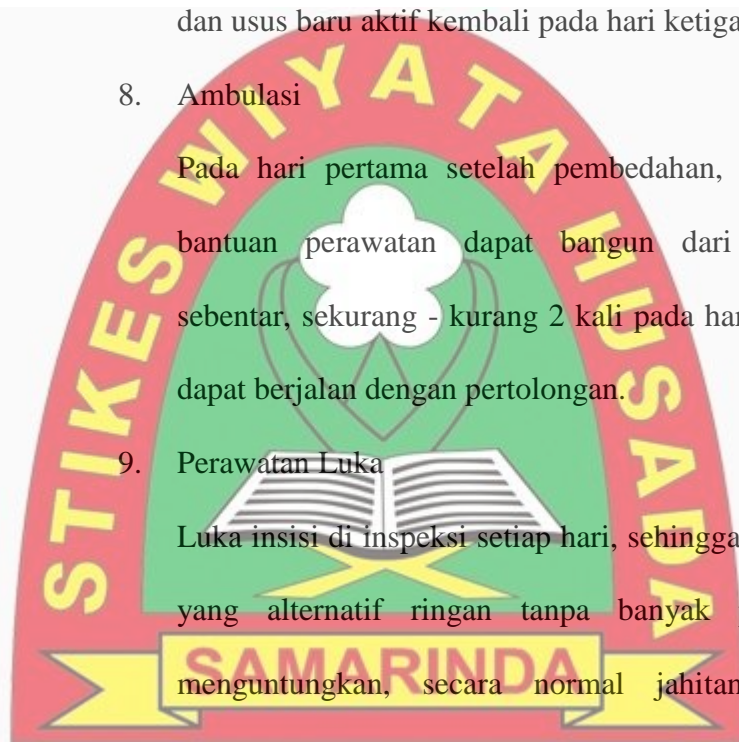 dan usus baru aktif kembali pada hari ketiga
8. Ambulasi
Pada hari pertama setelah pembedahan,
bantuan perawatan dapat bangun dari
sebentar, sekurang - kurang 2 kali pada har
dapat berjalan dengan pertolongan.
9. Perawatan Luka
Luka insisi di inspeksi setiap hari, sehingga
yang alternatif ringan tanpa banyak
menguntungkan, secara normal jahitan
STIKES WIYATA HUSADA
SAMARINDA